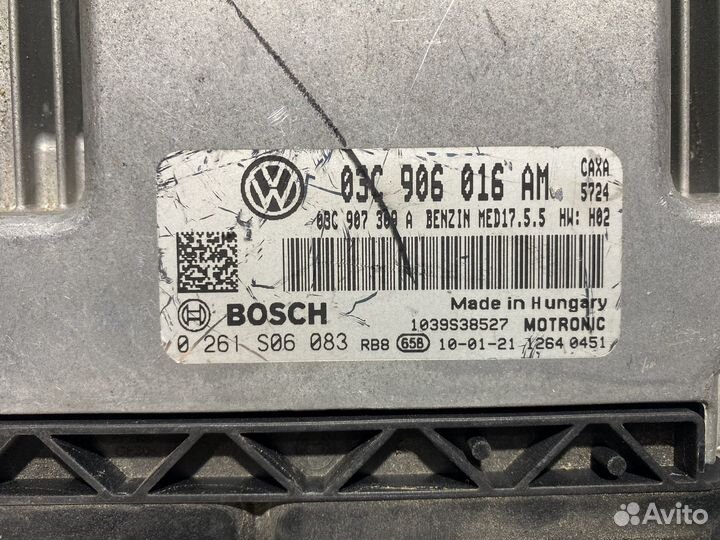 03C 906 016 AM CAXA
5724
03C 907 309 A BENZIN MED17.5.5 HW: H02
BOSCH
Made in Hungary
1039S38527 MOTRONIC
0 261 S06 083 RB8 658 10-01-21 1264 0451
Avito